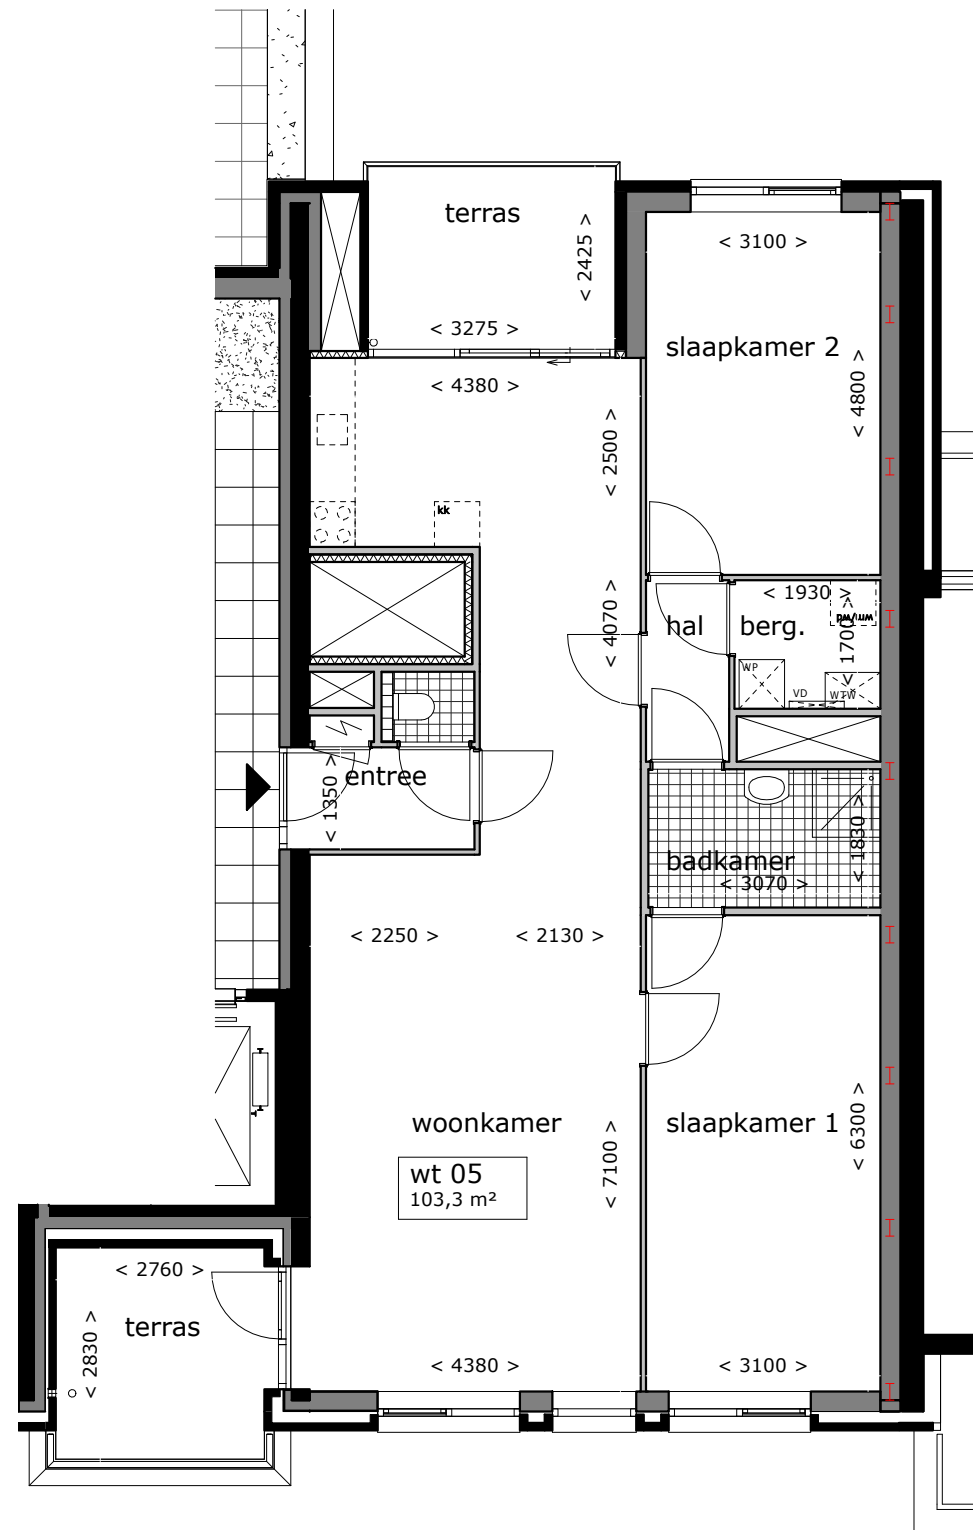 terras
< 2425 >
< 3100 >
< 3275 >
slaapkamer 2
< 4380 >
< 4800 >
< 2500 >
kk
< 1930 >
wm/wd
< 4070 >
hal
berg.
< 1700 >
WP
VD
WTW
entree
< 1350 >
badkamer
< 1830 >
< 3070 >
< 2250 >
< 2130 >
woonkamer
slaapkamer 1
< 6300 >
< 7100 >
wt 05
103,3 m²
< 2760 >
terras
< 2830 >
< 4380 >
< 3100 >